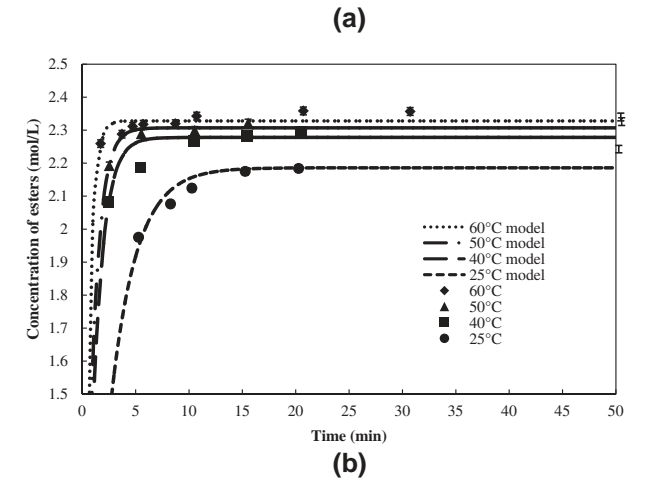 (a)
Concentration of esters (mol/L)
2.5
2.4
2.3
2.2
2.1
2
1.9
1.8
1.7
1.6
1.5
60°C model
50°C model
40°C model
25°C model
60°C
50°C
40°C
25°C
0 5 10 15 20 25 30 35 40 45 50
Time (min)
(b)